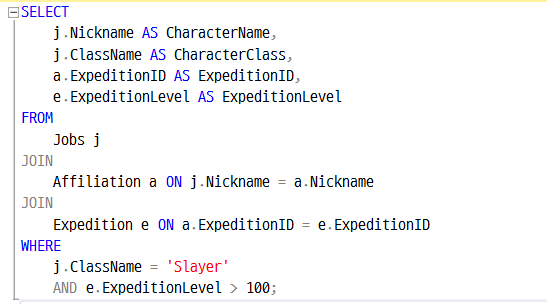 SELECT
    j.Nickname AS CharacterName,
    j.ClassName AS CharacterClass,
    a.ExpeditionID AS ExpeditionID,
    e.ExpeditionLevel AS ExpeditionLevel
FROM
    Jobs j
JOIN
    Affiliation a ON j.Nickname = a.Nickname
JOIN
    Expedition e ON a.ExpeditionID = e.ExpeditionID
WHERE
    j.ClassName = 'Slayer'
    AND e.ExpeditionLevel > 100;